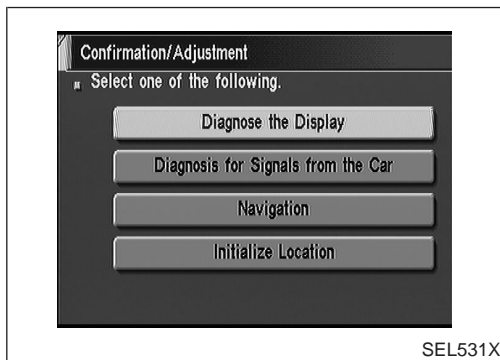 Confirmation/Adjustment
Select one of the following.
Diagnose the Display
Diagnosis for Signals from the Car
Navigation
Initialize Location
SEL531X